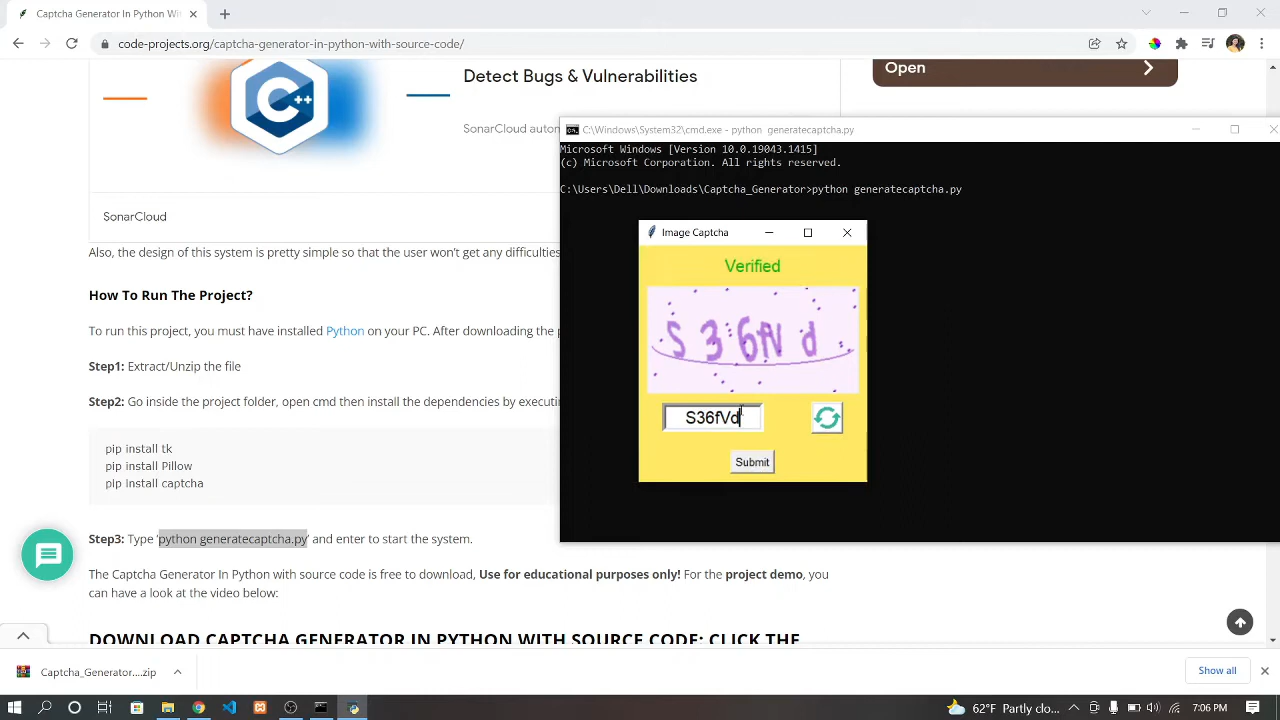 Captcha Generator In Python Wit
code-projects.org/captcha-generator-in-python-with-source-code/
Detect Bugs & Vulnerabilities
Open
C++
SonarCloud auton
SonarCloud
Also, the design of this system is pretty simple so that the user won't get any difficulties
How To Run The Project?
To run this project, you must have installed Python on your PC. After downloading the p
Step1: Extract/Unzip the file
Step2: Go inside the project folder, open cmd then install the dependencies by executin
pip install tk
pip install Pillow
pip Install captcha
Step3: Type 'python generatecaptcha.py' and enter to start the system.
The Captcha Generator In Python with source code is free to download, Use for educational purposes only! For the project demo, you
can have a look at the video below:
DOWNLOAD CAPTCHA GENERATOR IN PYTHON WITH SOURCE CODE: CLICK THE
C:\Windows\System32\cmd.exe - python  generatecaptcha.py
Microsoft Windows [Version 10.0.19043.1415]
(c) Microsoft Corporation. All rights reserved.
C:\Users\Dell\Downloads\Captcha_Generator>python generatecaptcha.py
Image Captcha
Verified
S 3 6fV d
S36fVd
Submit
Captcha_Generator....zip
Show all
62°F Partly clo...
7:06 PM